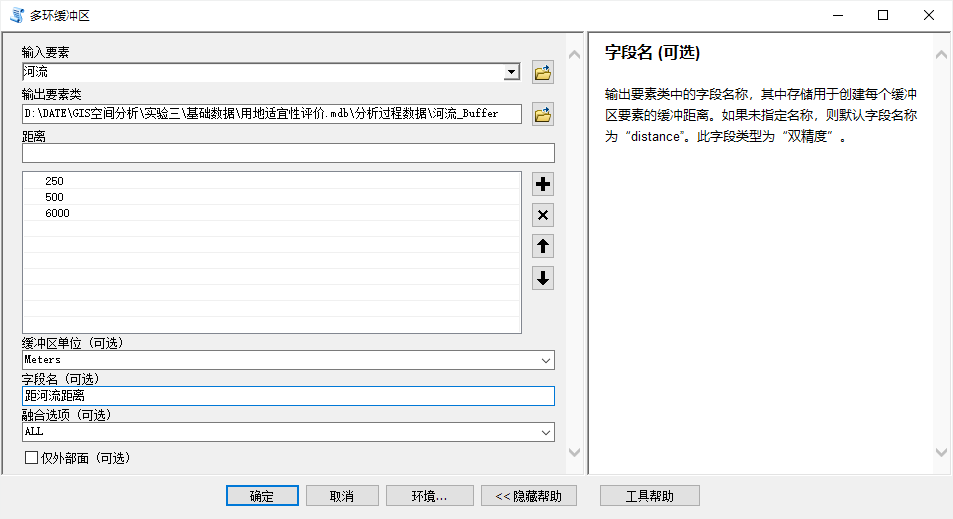 多环缓冲区
输入要素
河流
输出要素类
D:\DATE\GIS空间分析\实验三\基础数据\用地适宜性评价.mdb\分析过程数据\河流_Buffer
距离
250
500
6000
缓冲区单位（可选）
Meters
字段名（可选）
距河流距离
融合选项（可选）
ALL
仅外部面（可选）
确定
取消
环境...
<< 隐藏帮助
字段名 (可选)
输出要素类中的字段名称，其中存储用于创建每个缓冲
区要素的缓冲距离。如果未指定名称，则默认字段名称
为“distance”。此字段类型为“双精度”。
工具帮助